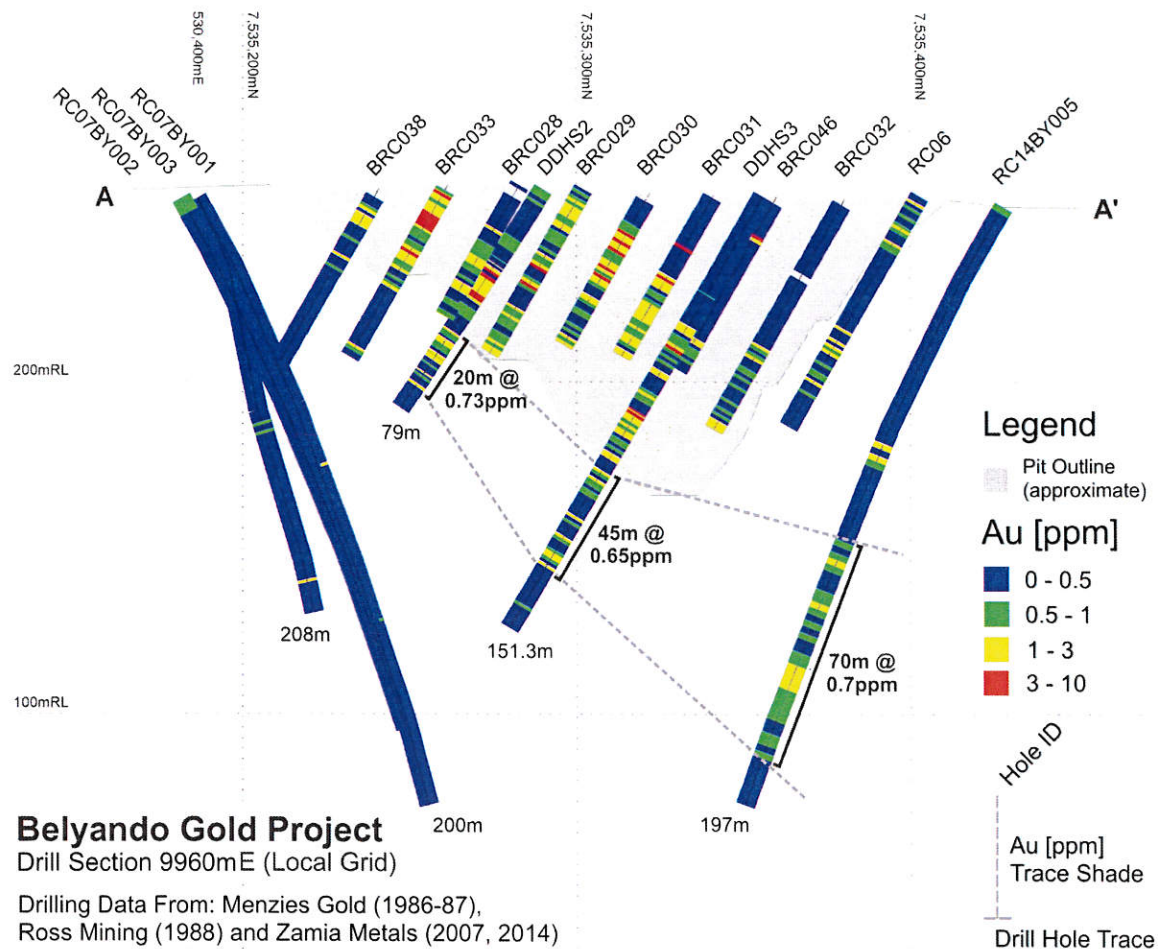 530,400mE
7,535,200mN
7,535,300mN
7,535,400mN
RC07BY002
RC07BY003
RC07BY001
BRC038
BRC033
BRC028
DDHS2
BRC029
BRC030
BRC031
DDHS3
BRC046
BRC032
RC06
RC14BY005
A
A'
200mRL
20m @
0.73ppm
79m
45m @
0.65ppm
208m
151.3m
70m @
0.7ppm
100mRL
200m
197m
Legend
Pit Outline
(approximate)
Au [ppm]
0 - 0.5
0.5 - 1
1 - 3
3 - 10
Hole ID
Au [ppm]
Trace Shade
Drill Hole Trace
Belyando Gold Project
Drill Section 9960mE (Local Grid)
Drilling Data From: Menzies Gold (1986-87),
Ross Mining (1988) and Zamia Metals (2007, 2014)